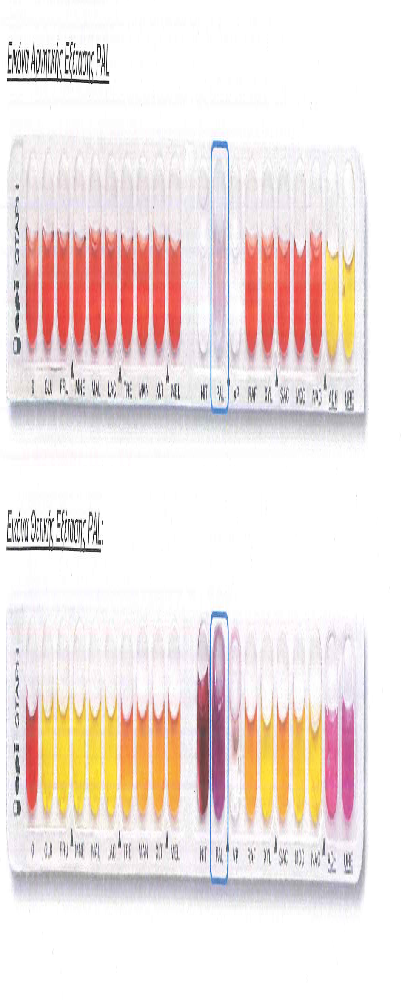 Εικόνα Αρνητικής Εξέτασης PAL
api STAPH
0 GLU FRU MNE MAL LAC TRE MAN XLT MEL NIT PAL VP RAF XYL SAC MDG NAG ADH URE
Εικόνα Θετικής Εξέτασης PAL:
api STAPH
0 GLU FRU MNE MAL LAC TRE MAN XLT MEL NIT PAL VP RAF XYL SAC MDG NAG ADH URE